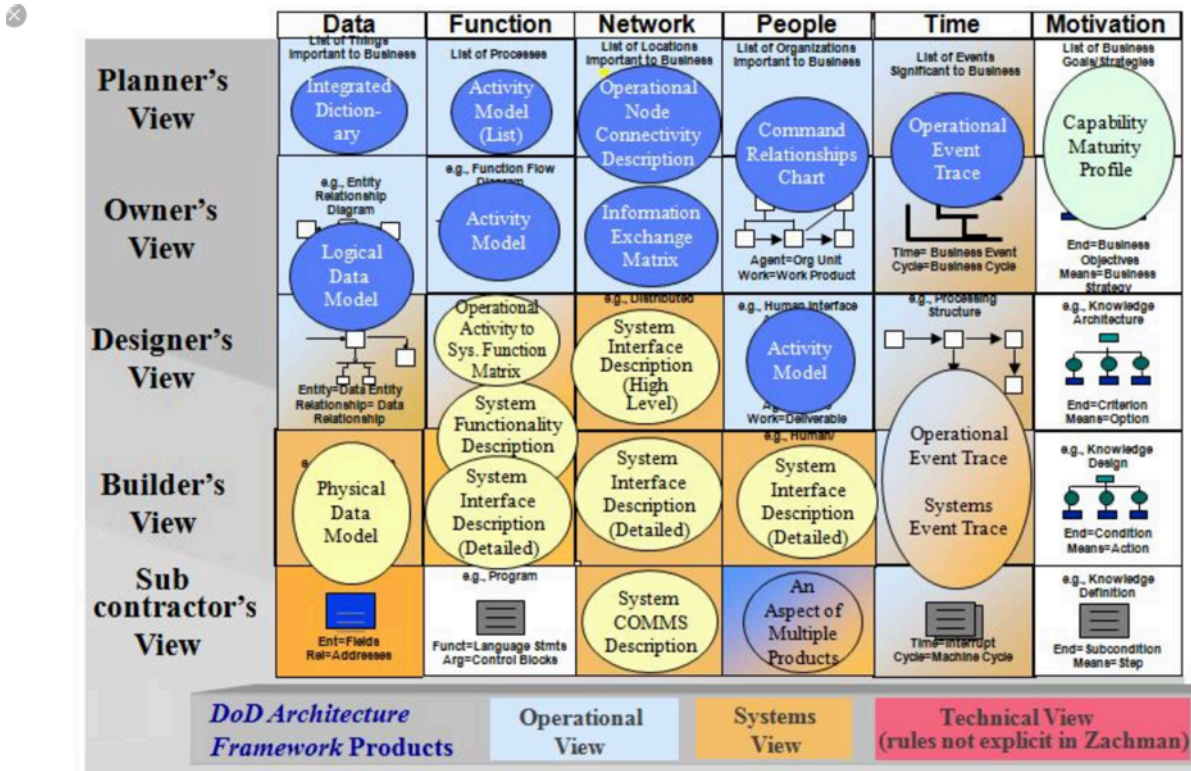 Data Function Network People Time Motivation
Planner's
View
List of Things
Important to Business
Integrated
Diction-
ary
List of Processes
Activity
Model
(List)
List of Locations
Important to Business
Operational
Node
Connectivity
Description
List of Organizations
Important to Business
Command
Relationships
Chart
List of Events
Significant to Business
Operational
Event
Trace
List of Business
Goals/Strategies
Capability
Maturity
Profile
Owner's
View
e.g., Entity
Relationship
Diagram
Logical
Data
Model
e.g., Function Flow
Diagram
Activity
Model
Information
Exchange
Matrix
Agent=Org Unit
Work=Work Product
Time= Business Event
Cycle=Business Cycle
End=Business
Objectives
Means=Business
Strategy
Designer's
View
Entity=Data Entity
Relationship= Data
Relationship
Operational
Activity to
Sys. Function
Matrix
System
Functionality
Description
e.g., Distributed
System
Interface
Description
(High
Level)
e.g., Human Interface
Activity
Model
Work=Deliverable
e.g., Processing
Structure
Operational
Event Trace
Systems
Event Trace
e.g., Knowledge
Architecture
End=Criterion
Means=Option
Builder's
View
Physical
Data
Model
System
Interface
Description
(Detailed)
System
Interface
Description
(Detailed)
e.g., Human/
System
Interface
Description
(Detailed)
e.g., Knowledge
Design
End=Condition
Means=Action
Sub
contractor's
View
Ent=Fields
Rel=Addresses
e.g., Program
Funct=Language Stmts
Arg=Control Blocks
System
COMMS
Description
An
Aspect of
Multiple
Products
Time=Interrupt
Cycle=Machine Cycle
e.g., Knowledge
Definition
End= Subcondition
Means= Step
DoD Architecture
Framework Products
Operational
View
Systems
View
Technical View
(rules not explicit in Zachman)